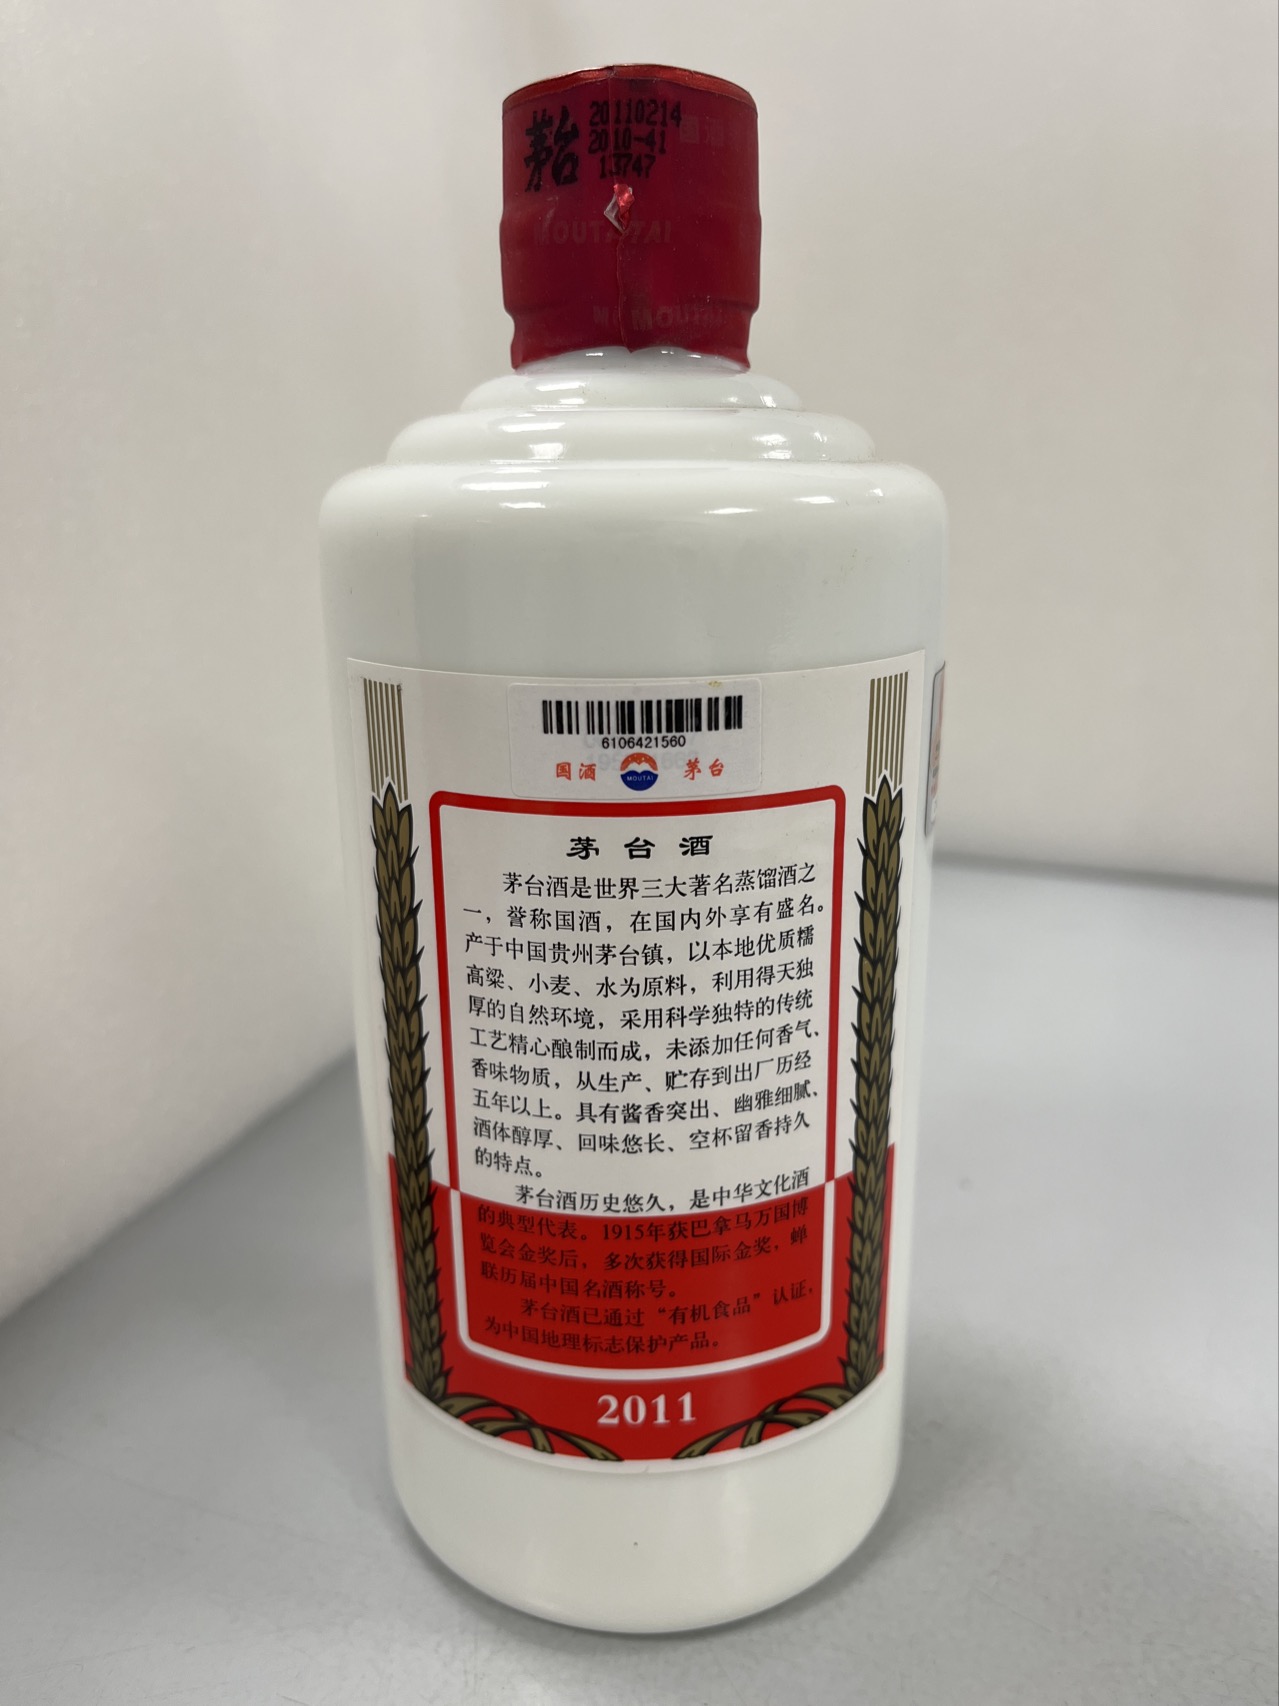 茅台
20110214
2010-41
13747
MOUTAI
MOUTAI
6106421560
国酒 MOUTAI 茅台
茅台酒
茅台酒是世界三大著名蒸馏酒之
一，誉称国酒，在国内外享有盛名。
产于中国贵州茅台镇，以本地优质糯
高粱、小麦、水为原料，利用得天独
厚的自然环境，采用科学独特的传统
工艺精心酿制而成，未添加任何香气、
香味物质，从生产、贮存到出厂历经
五年以上。具有酱香突出、幽雅细腻、
酒体醇厚、回味悠长、空杯留香持久
的特点。
茅台酒历史悠久，是中华文化酒
的典型代表。1915年获巴拿马万国博
览会金奖后，多次获得国际金奖，蝉
联历届中国名酒称号。
茅台酒已通过“有机食品”认证，
为中国地理标志保护产品。
2011